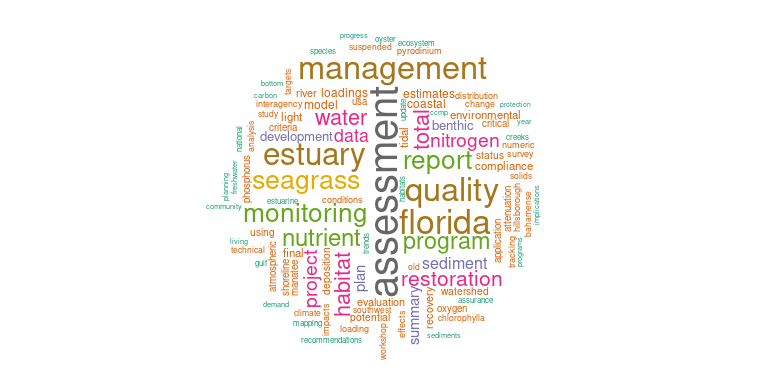 progress
oyster
ecosystem
species
suspended
pyrodinium
management
bottom
targets
carbon
river
loadings
estimates
distribution
interagency
model
usa
update
coastal
change
protection
study
light
water
total
ccmp
environmental
criteria
benthic
critical
year
national
analysis
development
data
tidal
nitrogen
creeks
numeric
estuary
assessment
report
status
survey
phosphorus
compliance
solids
planning
freshwater
seagrass
habitats
quality
attenuation
hillsborough
bahamense
implications
estuarine
conditions
community
monitoring
florida
using
nutrient
trends
program
application
tracking
programs
living
technical
final
gulf
atmospheric
shoreline
manatee
project
deposition
habitat
plan
old
sediment
restoration
watershed
assurance
demand
evaluation
summary
recovery
oxygen
climate
impacts
southwest
potential
effects
chlorophylla
mapping
loading
workshop
sediments
recommendations